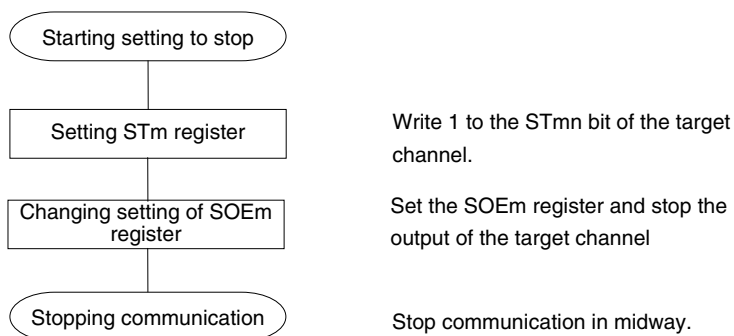 Starting setting to stop
Setting STm register
Write 1 to the STmn bit of the target
channel.
Changing setting of SOEm
register
Set the SOEm register and stop the
output of the target channel
Stopping communication
Stop communication in midway.